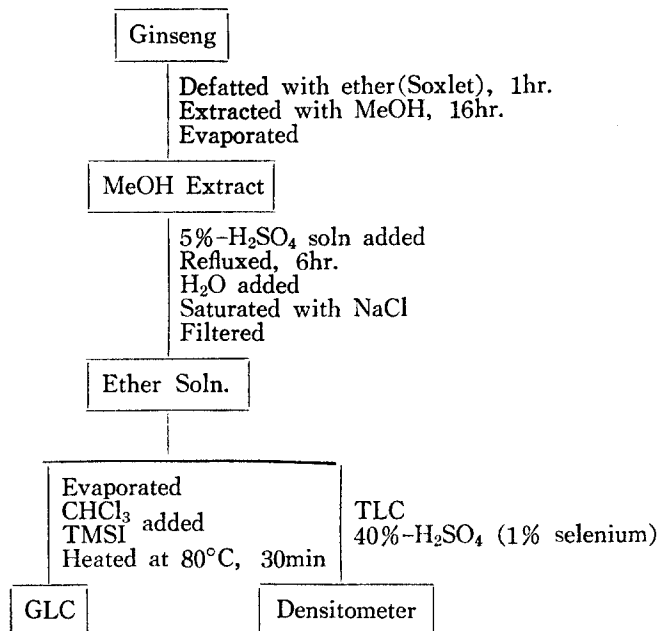 Ginseng
Defatted with ether(Soxlet), 1hr.
Extracted with MeOH, 16hr.
Evaporated
MeOH Extract
5%-H₂SO₄ soln added
Refluxed, 6hr.
H₂O added
Saturated with NaCl
Filtered
Ether Soln.
Evaporated
CHCl₃
TMSI added
Heated at 80°C, 30min
TLC
40%-H₂SO₄ (1% selenium)
GLC
Densitometer